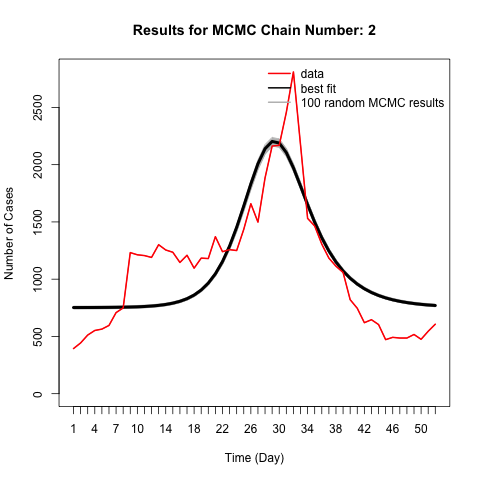 Results for MCMC Chain Number: 2
data
best fit
100 random MCMC results
Number of Cases
2500
2000
1500
1000
500
0
1 4 7 10 14 18 22 26 30 34 38 42 46 50
Time (Day)